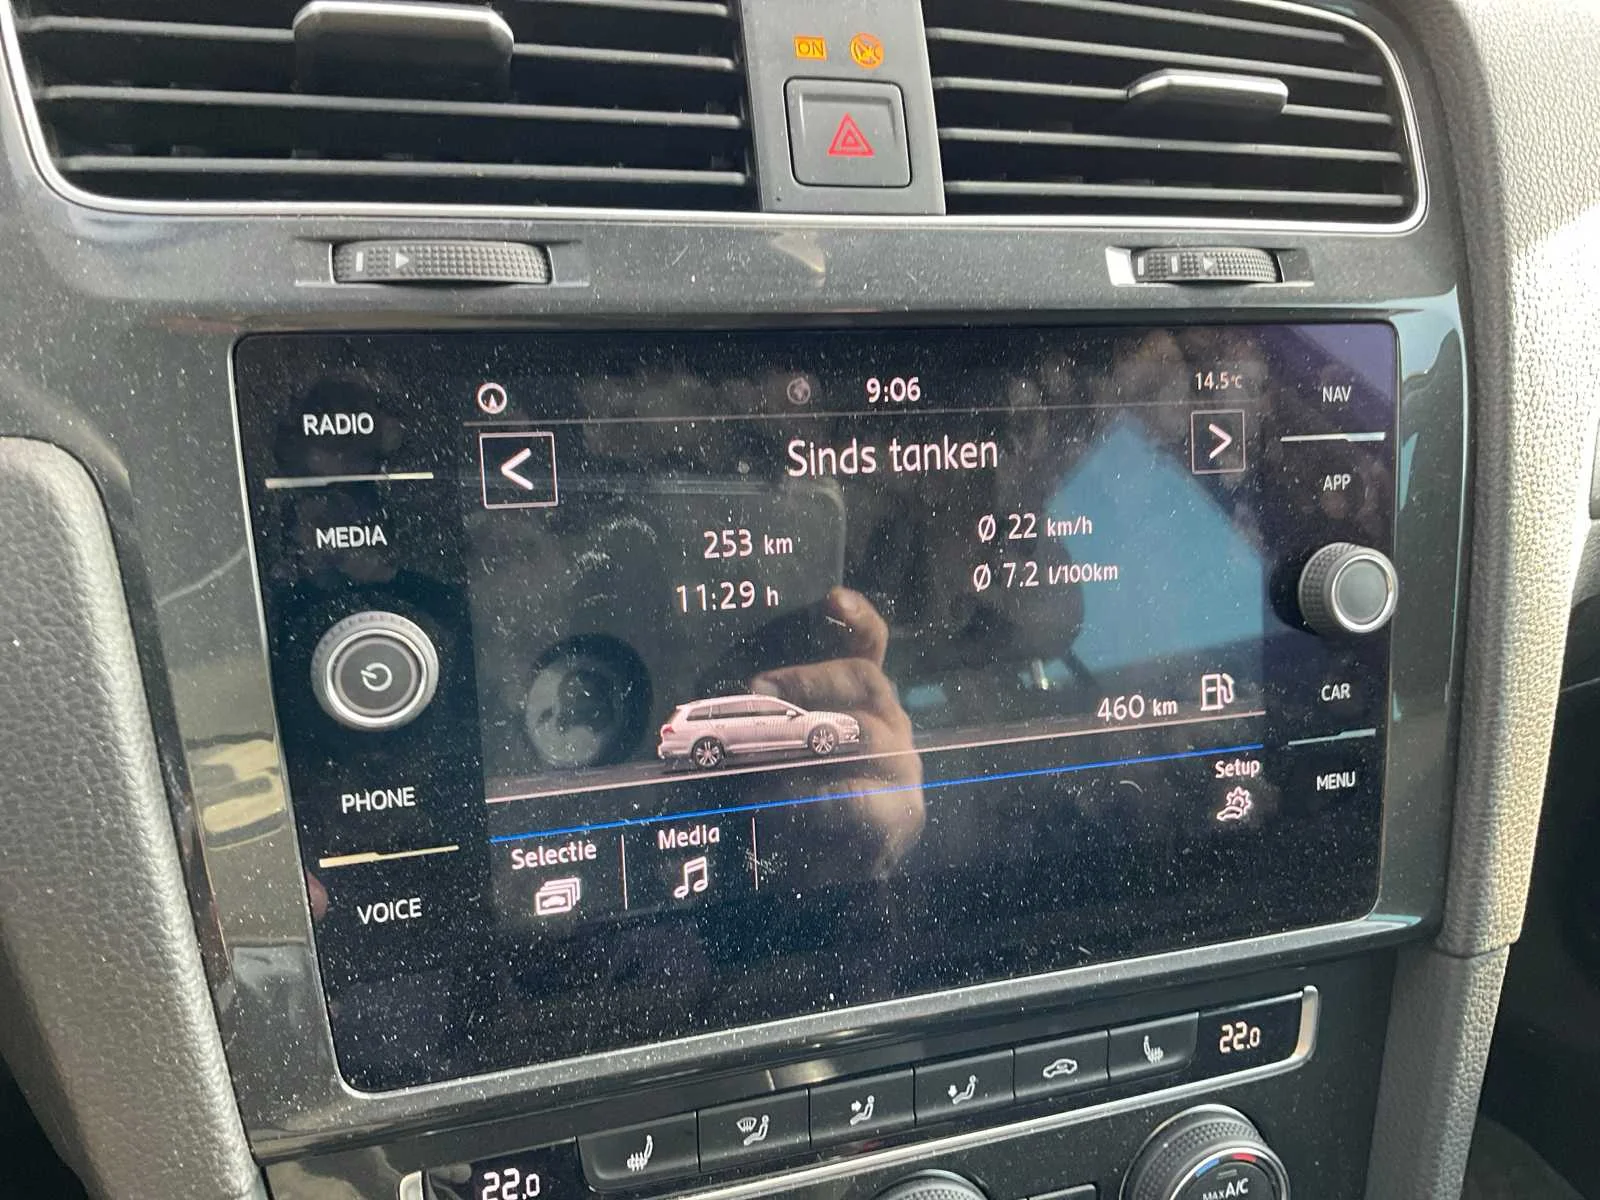 ON
9:06
14.5°C
RADIO
NAV
Sinds tanken
APP
MEDIA
253 km
Ø 22 km/h
11:29 h
Ø 7.2 l/100km
460 km
CAR
Setup
MENU
PHONE
Selectie
Media
VOICE
22.0
22.0
MAX A/C